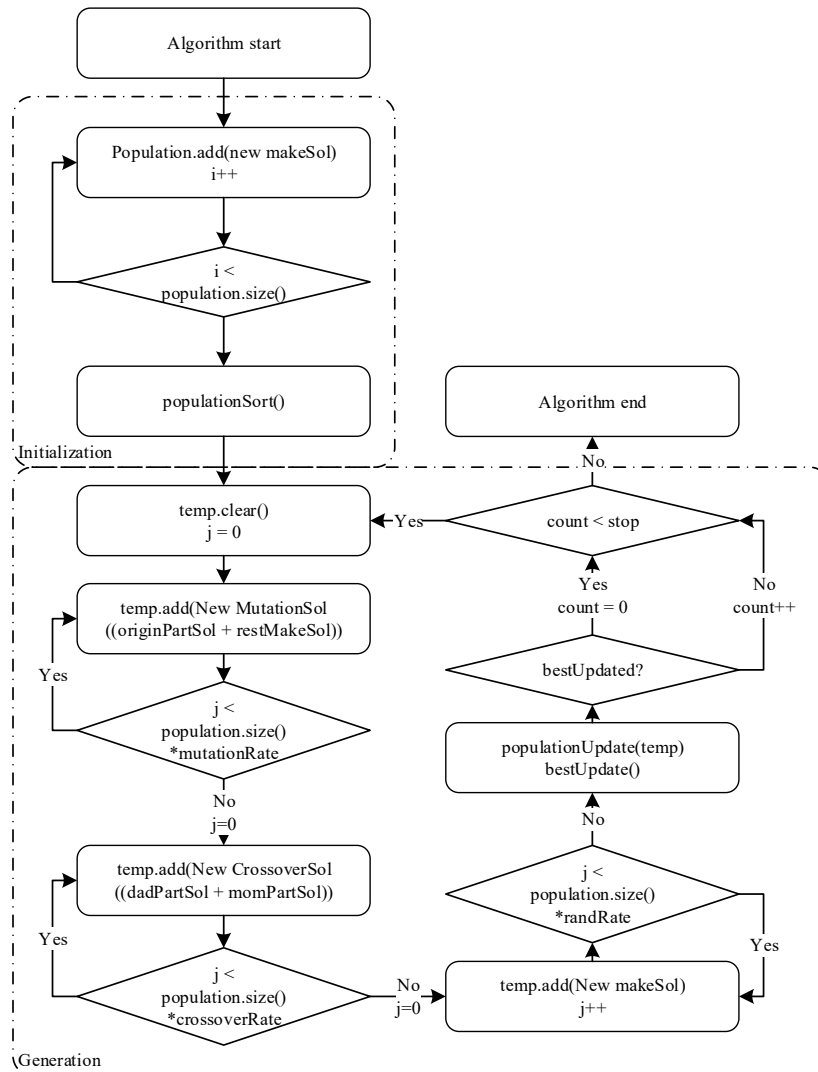 Algorithm start
Population.add(new makeSol)
i++
i <
population.size()
populationSort()
Initialization
Algorithm end
No
temp.clear()
j = 0
Yes
count < stop
temp.add(New MutationSol
((originPartSol + restMakeSol))
Yes
Yes
count = 0
No
count++
j <
population.size()
*mutationRate
bestUpdated?
No
j=0
populationUpdate(temp)
bestUpdate()
temp.add(New CrossoverSol
((dadPartSol + momPartSol))
Yes
No
j <
population.size()
*randRate
Yes
j <
population.size()
*crossoverRate
No
j=0
temp.add(New makeSol)
j++
Generation